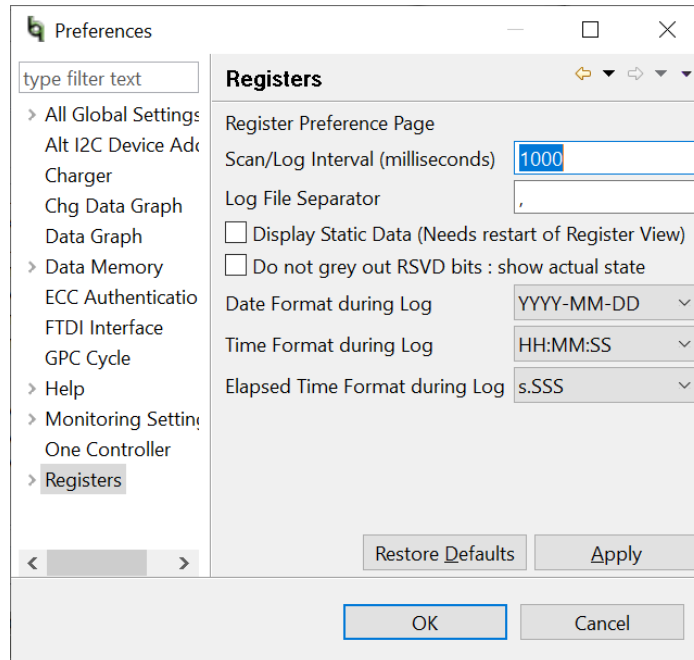 Preferences
type filter text
All Global Settings
Alt I2C Device Add
Charger
Chg Data Graph
Data Graph
Data Memory
ECC Authenticatio
FTDI Interface
GPC Cycle
Help
Monitoring Setting
One Controller
Registers
Registers
Register Preference Page
Scan/Log Interval (milliseconds) 1000
Log File Separator ,
Display Static Data (Needs restart of Register View)
Do not grey out RSVD bits : show actual state
Date Format during Log YYYY-MM-DD
Time Format during Log HH:MM:SS
Elapsed Time Format during Log s.SSS
Restore Defaults Apply
OK Cancel